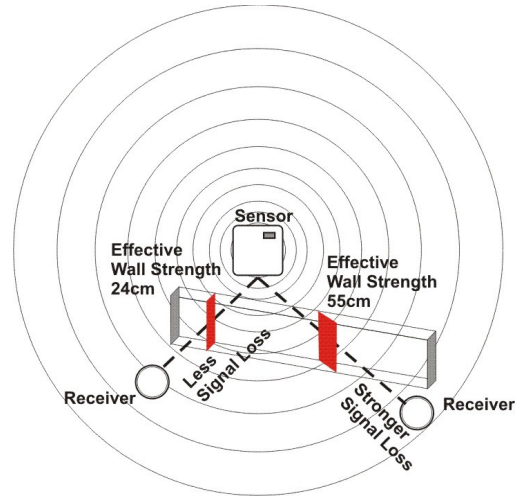 Sensor
Effective
Wall Strength
24cm
Effective
Wall Strength
55cm
Less
Signal Loss
Receiver
Stronger
Signal Loss
Receiver